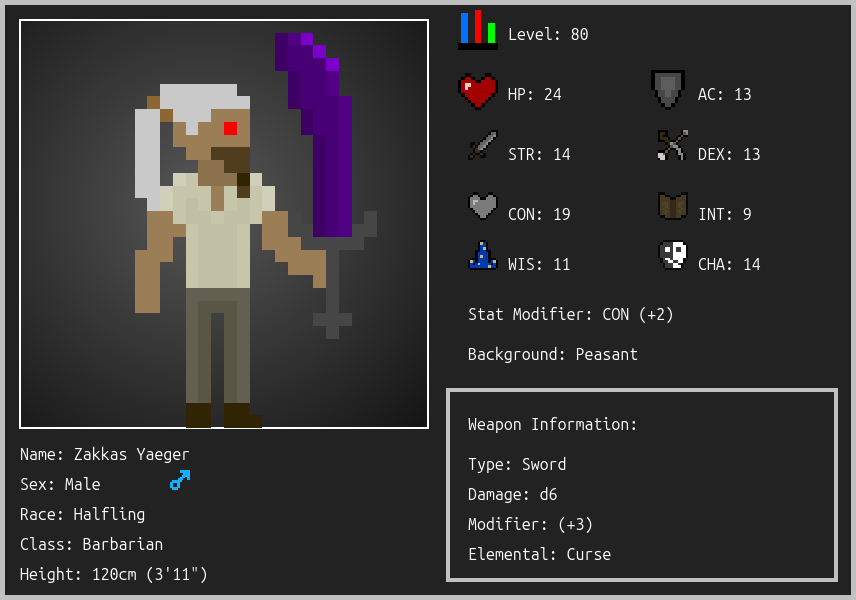 Level: 80
HP: 24
AC: 13
STR: 14
DEX: 13
CON: 19
INT: 9
WIS: 11
CHA: 14
Stat Modifier: CON (+2)
Background: Peasant
Weapon Information:
Type: Sword
Damage: d6
Modifier: (+3)
Elemental: Curse
Name: Zakkas Yaeger
Sex: Male
Race: Halfling
Class: Barbarian
Height: 120cm (3'11")